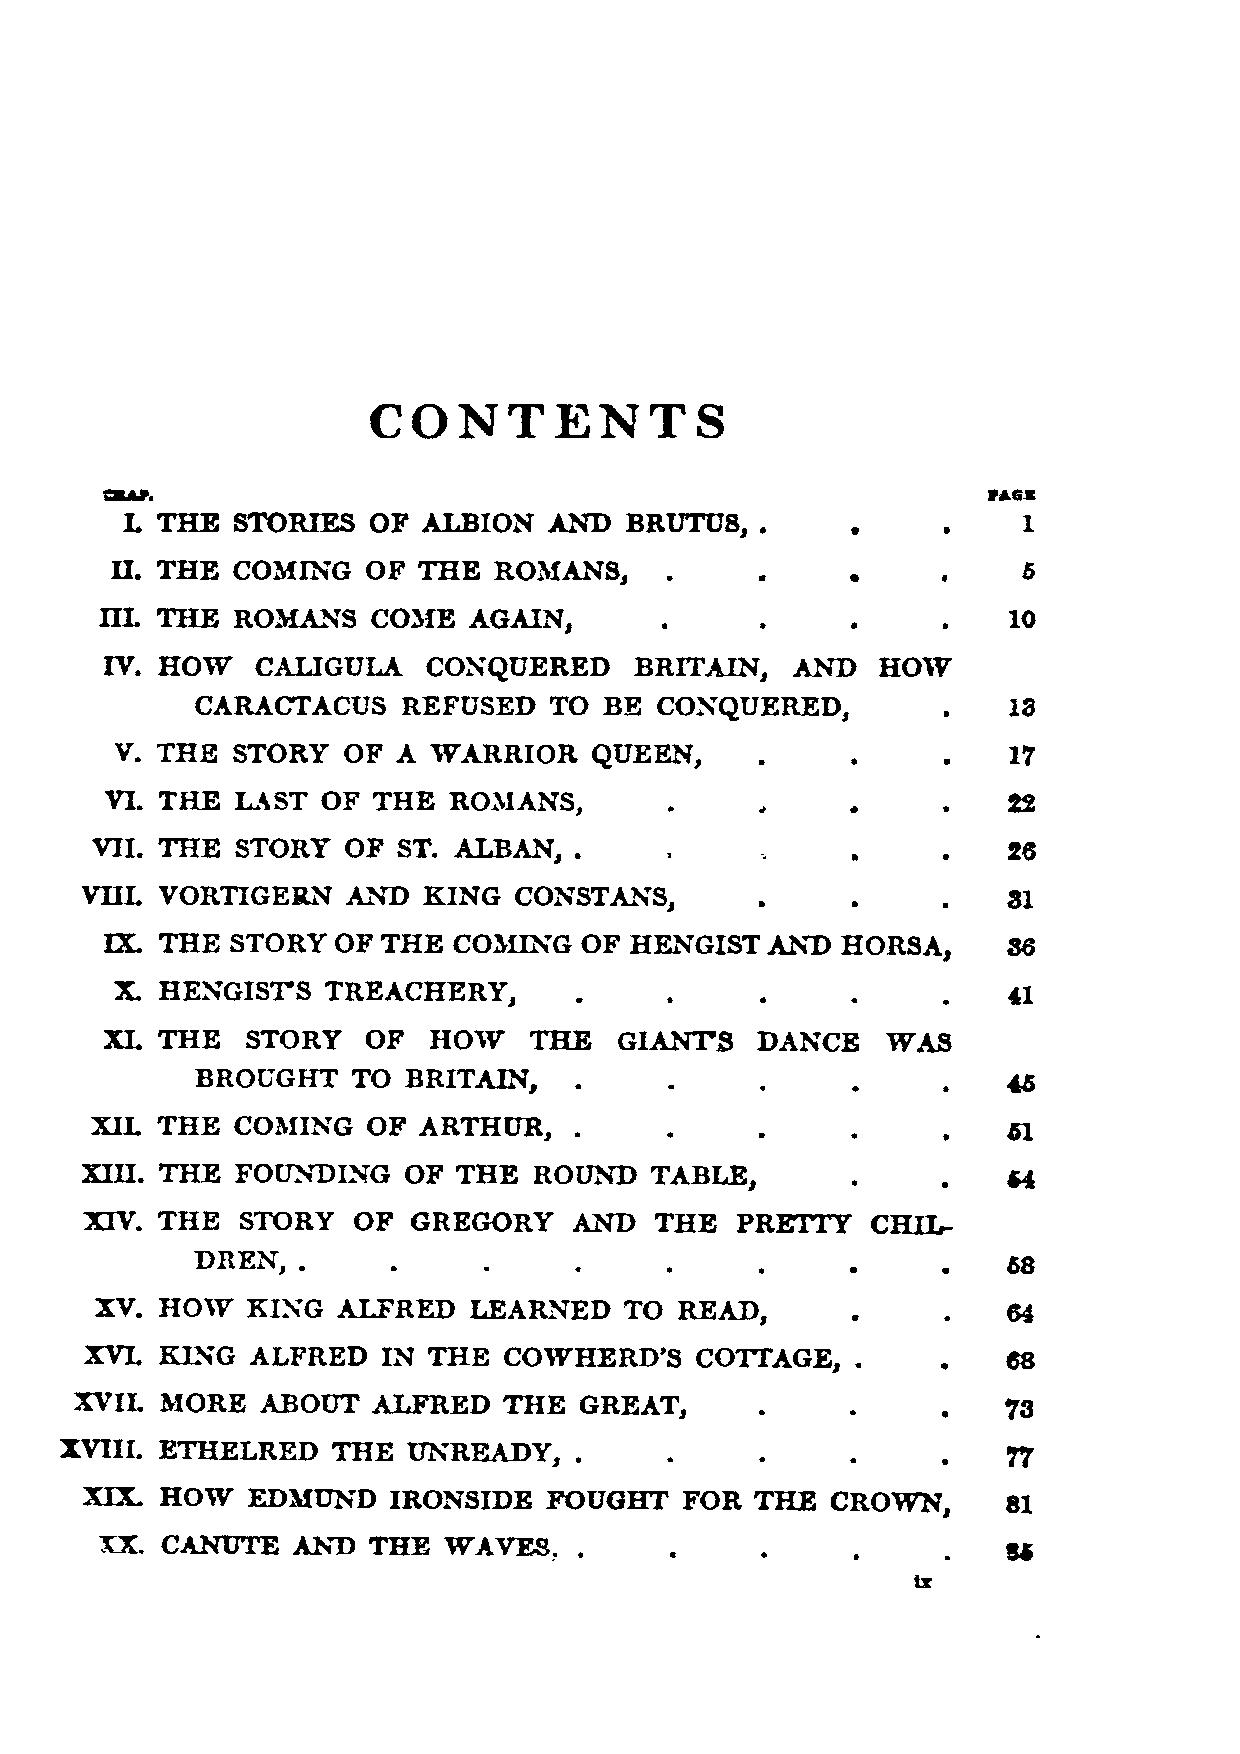 CONTENTS
CHAP. PAGE
I. THE STORIES OF ALBION AND BRUTUS, . . . 1
II. THE COMING OF THE ROMANS, . . . . 5
III. THE ROMANS COME AGAIN, . . . . 10
IV. HOW CALIGULA CONQUERED BRITAIN, AND HOW
CARACTACUS REFUSED TO BE CONQUERED, . 13
V. THE STORY OF A WARRIOR QUEEN, . . . 17
VI. THE LAST OF THE ROMANS, . . . . 22
VII. THE STORY OF ST. ALBAN, . . . . . 26
VIII. VORTIGERN AND KING CONSTANS, . . . 31
IX. THE STORY OF THE COMING OF HENGIST AND HORSA, 36
X. HENGIST'S TREACHERY, . . . . . 41
XI. THE STORY OF HOW THE GIANT'S DANCE WAS
BROUGHT TO BRITAIN, . . . . . 45
XII. THE COMING OF ARTHUR, . . . . . 51
XIII. THE FOUNDING OF THE ROUND TABLE, . . 54
XIV. THE STORY OF GREGORY AND THE PRETTY CHIL-
DREN, . . . . . . . . 58
XV. HOW KING ALFRED LEARNED TO READ, . . 64
XVI. KING ALFRED IN THE COWHERD'S COTTAGE, . . 68
XVII. MORE ABOUT ALFRED THE GREAT, . . . 73
XVIII. ETHELRED THE UNREADY, . . . . . 77
XIX. HOW EDMUND IRONSIDE FOUGHT FOR THE CROWN, 81
XX. CANUTE AND THE WAVES, . . . . . 85
ix